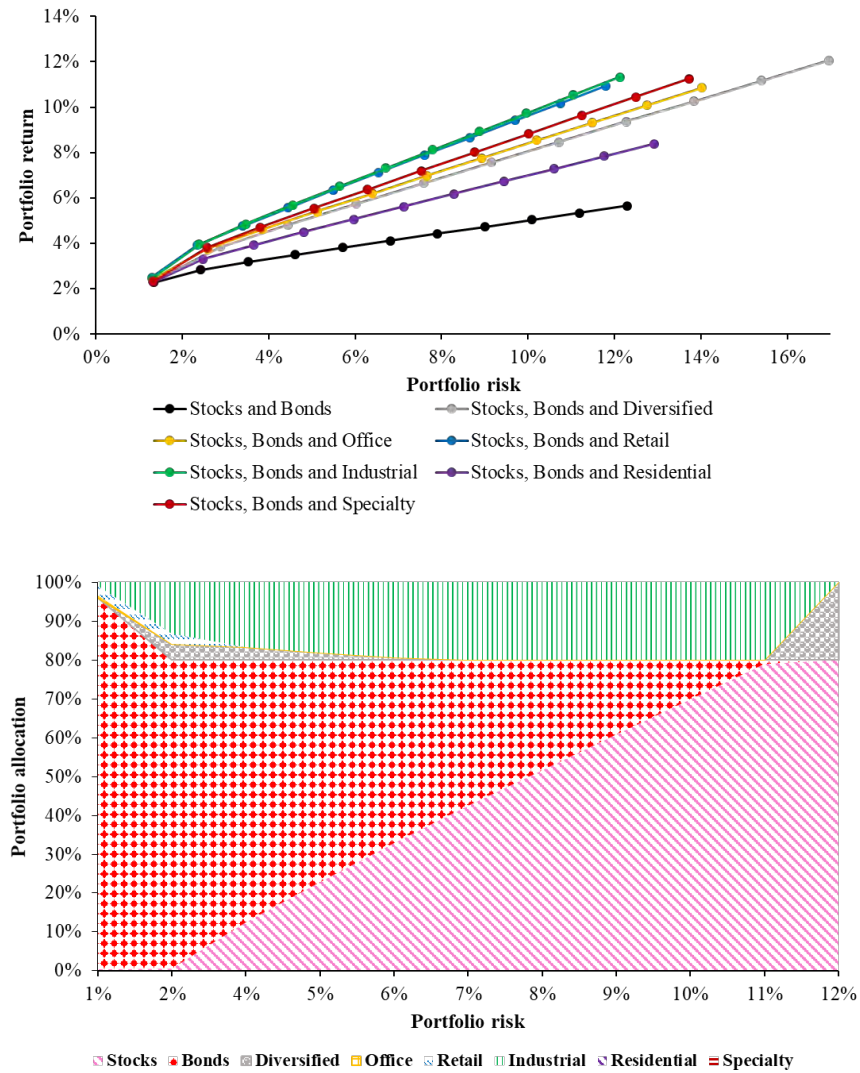 14%
12%
10%
8%
6%
4%
2%
0%
Portfolio return
0% 2% 4% 6% 8% 10% 12% 14% 16%
Portfolio risk
Stocks and Bonds
Stocks, Bonds and Diversified
Stocks, Bonds and Office
Stocks, Bonds and Retail
Stocks, Bonds and Industrial
Stocks, Bonds and Residential
Stocks, Bonds and Specialty
100%
90%
80%
70%
60%
50%
40%
30%
20%
10%
0%
Portfolio allocation
1% 2% 4% 5% 6% 7% 8% 9% 10% 11% 12%
Portfolio risk
Stocks Bonds Diversified Office Retail Industrial Residential Specialty